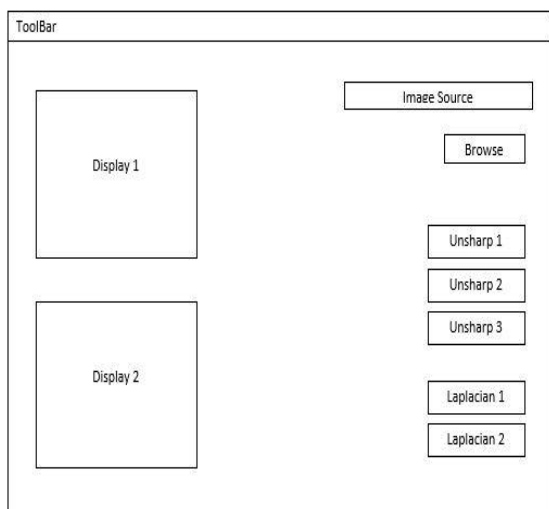 ToolBar
Image Source
Browse
Display 1
Unsharp 1
Unsharp 2
Unsharp 3
Display 2
Laplacian 1
Laplacian 2